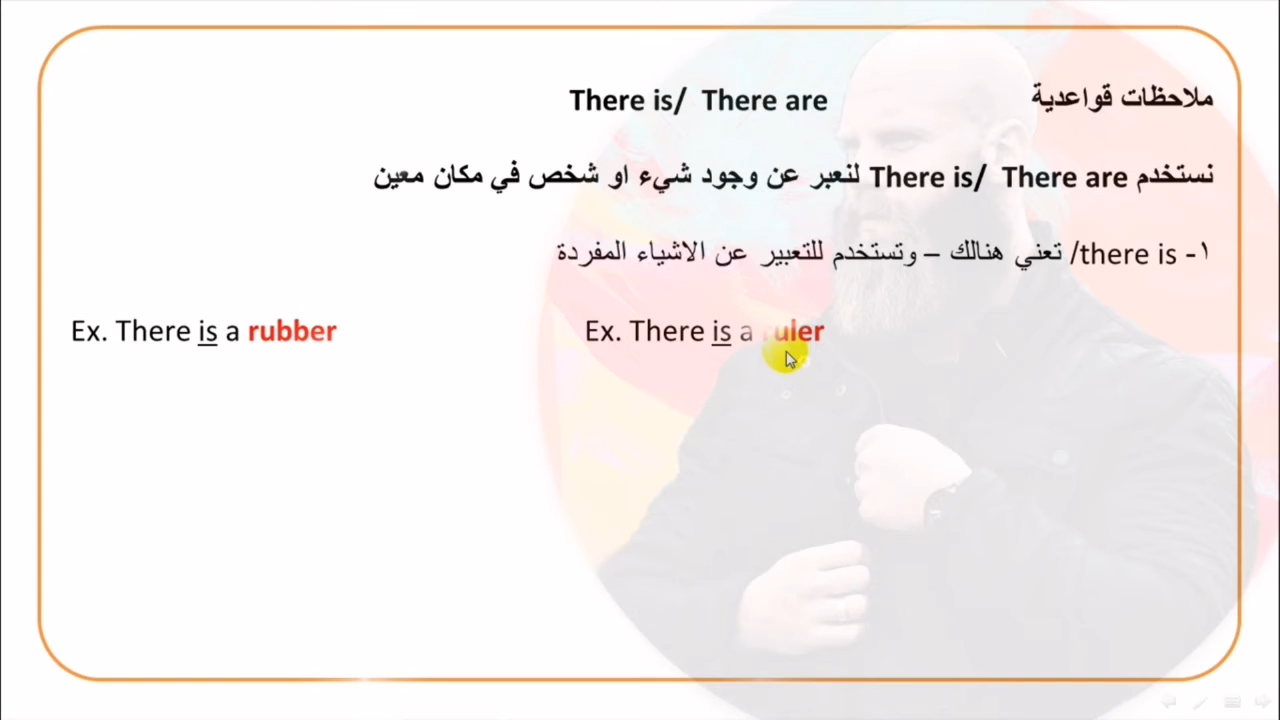 ملاحظات قواعدية There is/ There are
نستخدم There is/ There are لنعبر عن وجود شيء او شخص في مكان معين
١- there is/ تعني هنالك – وتستخدم للتعبير عن الاشياء المفردة
Ex. There is a rubber
Ex. There is a ruler